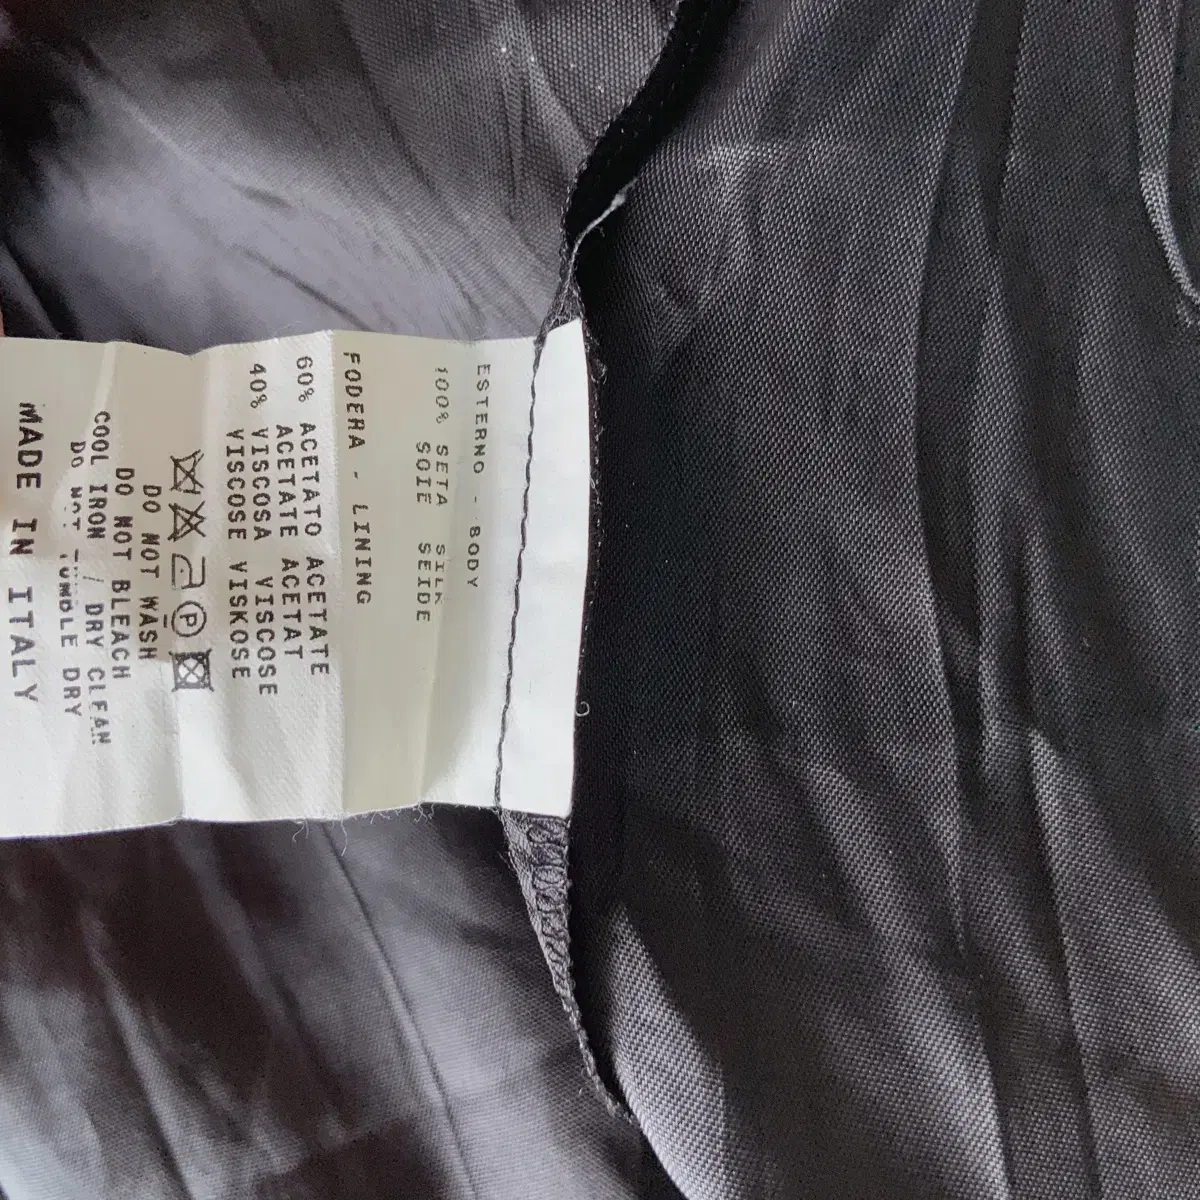 ESTERNO - BODY
100% SETA SILK
SOIE SEIDE
FODERA - LINING
60% ACETATO ACETATE
ACETATE ACETAT
40% VISCOSA VISCOSE
VISCOSE VISKOSE
P
DO NOT WASH
DO NOT BLEACH
COOL IRON / DRY CLEAN
DO NOT TUMBLE DRY
MADE IN ITALY